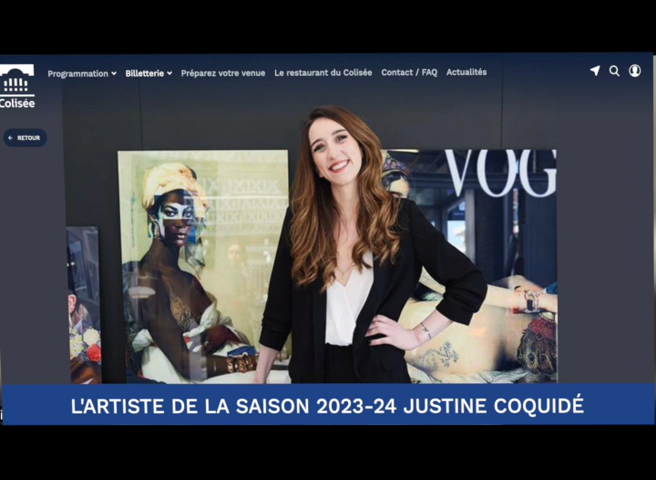 Programmation
Billetterie
Préparez votre venue
Le restaurant du Colisée
Contact / FAQ
Actualités
Colisée
← RETOUR
VOG
L'ARTISTE DE LA SAISON 2023-24 JUSTINE COQUIDÉ